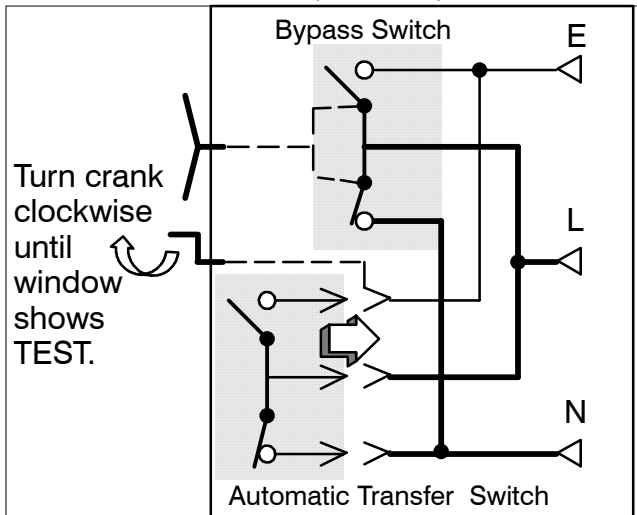 Bypass Switch
E
Turn crank
clockwise
until
window
shows
TEST.
L
N
Automatic Transfer Switch